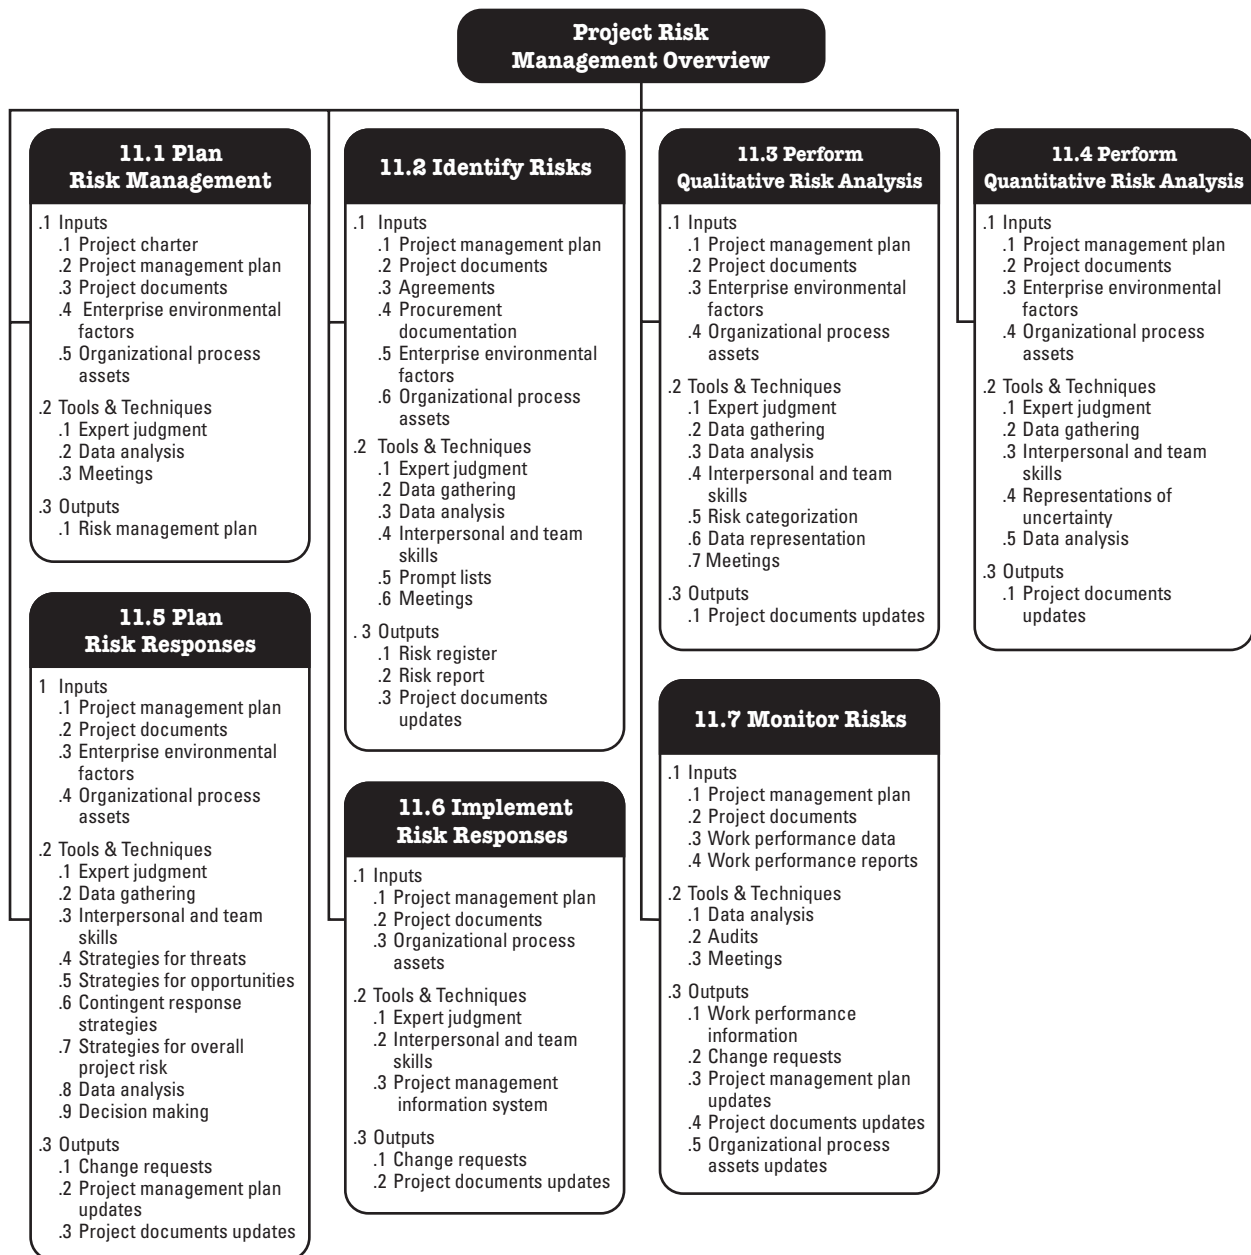 Project Risk
Management Overview
11.1 Plan
Risk Management
.1 Inputs
.1 Project charter
.2 Project management plan
.3 Project documents
.4 Enterprise environmental
factors
.5 Organizational process
assets
.2 Tools & Techniques
.1 Expert judgment
.2 Data analysis
.3 Meetings
.3 Outputs
.1 Risk management plan
11.2 Identify Risks
.1 Inputs
.1 Project management plan
.2 Project documents
.3 Agreements
.4 Procurement
documentation
.5 Enterprise environmental
factors
.6 Organizational process
assets
.2 Tools & Techniques
.1 Expert judgment
.2 Data gathering
.3 Data analysis
.4 Interpersonal and team
skills
.5 Prompt lists
.6 Meetings
. 3 Outputs
.1 Risk register
.2 Risk report
.3 Project documents
updates
11.3 Perform
Qualitative Risk Analysis
.1 Inputs
.1 Project management plan
.2 Project documents
.3 Enterprise environmental
factors
.4 Organizational process
assets
.2 Tools & Techniques
.1 Expert judgment
.2 Data gathering
.3 Data analysis
.4 Interpersonal and team
skills
.5 Risk categorization
.6 Data representation
.7 Meetings
.3 Outputs
.1 Project documents updates
11.4 Perform
Quantitative Risk Analysis
.1 Inputs
.1 Project management plan
.2 Project documents
.3 Enterprise environmental
factors
.4 Organizational process
assets
.2 Tools & Techniques
.1 Expert judgment
.2 Data gathering
.3 Interpersonal and team
skills
.4 Representations of
uncertainty
.5 Data analysis
.3 Outputs
.1 Project documents
updates
11.5 Plan
Risk Responses
1 Inputs
.1 Project management plan
.2 Project documents
.3 Enterprise environmental
factors
.4 Organizational process
assets
.2 Tools & Techniques
.1 Expert judgment
.2 Data gathering
.3 Interpersonal and team
skills
.4 Strategies for threats
.5 Strategies for opportunities
.6 Contingent response
strategies
.7 Strategies for overall
project risk
.8 Data analysis
.9 Decision making
.3 Outputs
.1 Change requests
.2 Project management plan
updates
.3 Project documents updates
11.6 Implement
Risk Responses
.1 Inputs
.1 Project management plan
.2 Project documents
.3 Organizational process
assets
.2 Tools & Techniques
.1 Expert judgment
.2 Interpersonal and team
skills
.3 Project management
information system
.3 Outputs
.1 Change requests
.2 Project documents updates
11.7 Monitor Risks
.1 Inputs
.1 Project management plan
.2 Project documents
.3 Work performance data
.4 Work performance reports
.2 Tools & Techniques
.1 Data analysis
.2 Audits
.3 Meetings
.3 Outputs
.1 Work performance
information
.2 Change requests
.3 Project management plan
updates
.4 Project documents updates
.5 Organizational process
assets updates